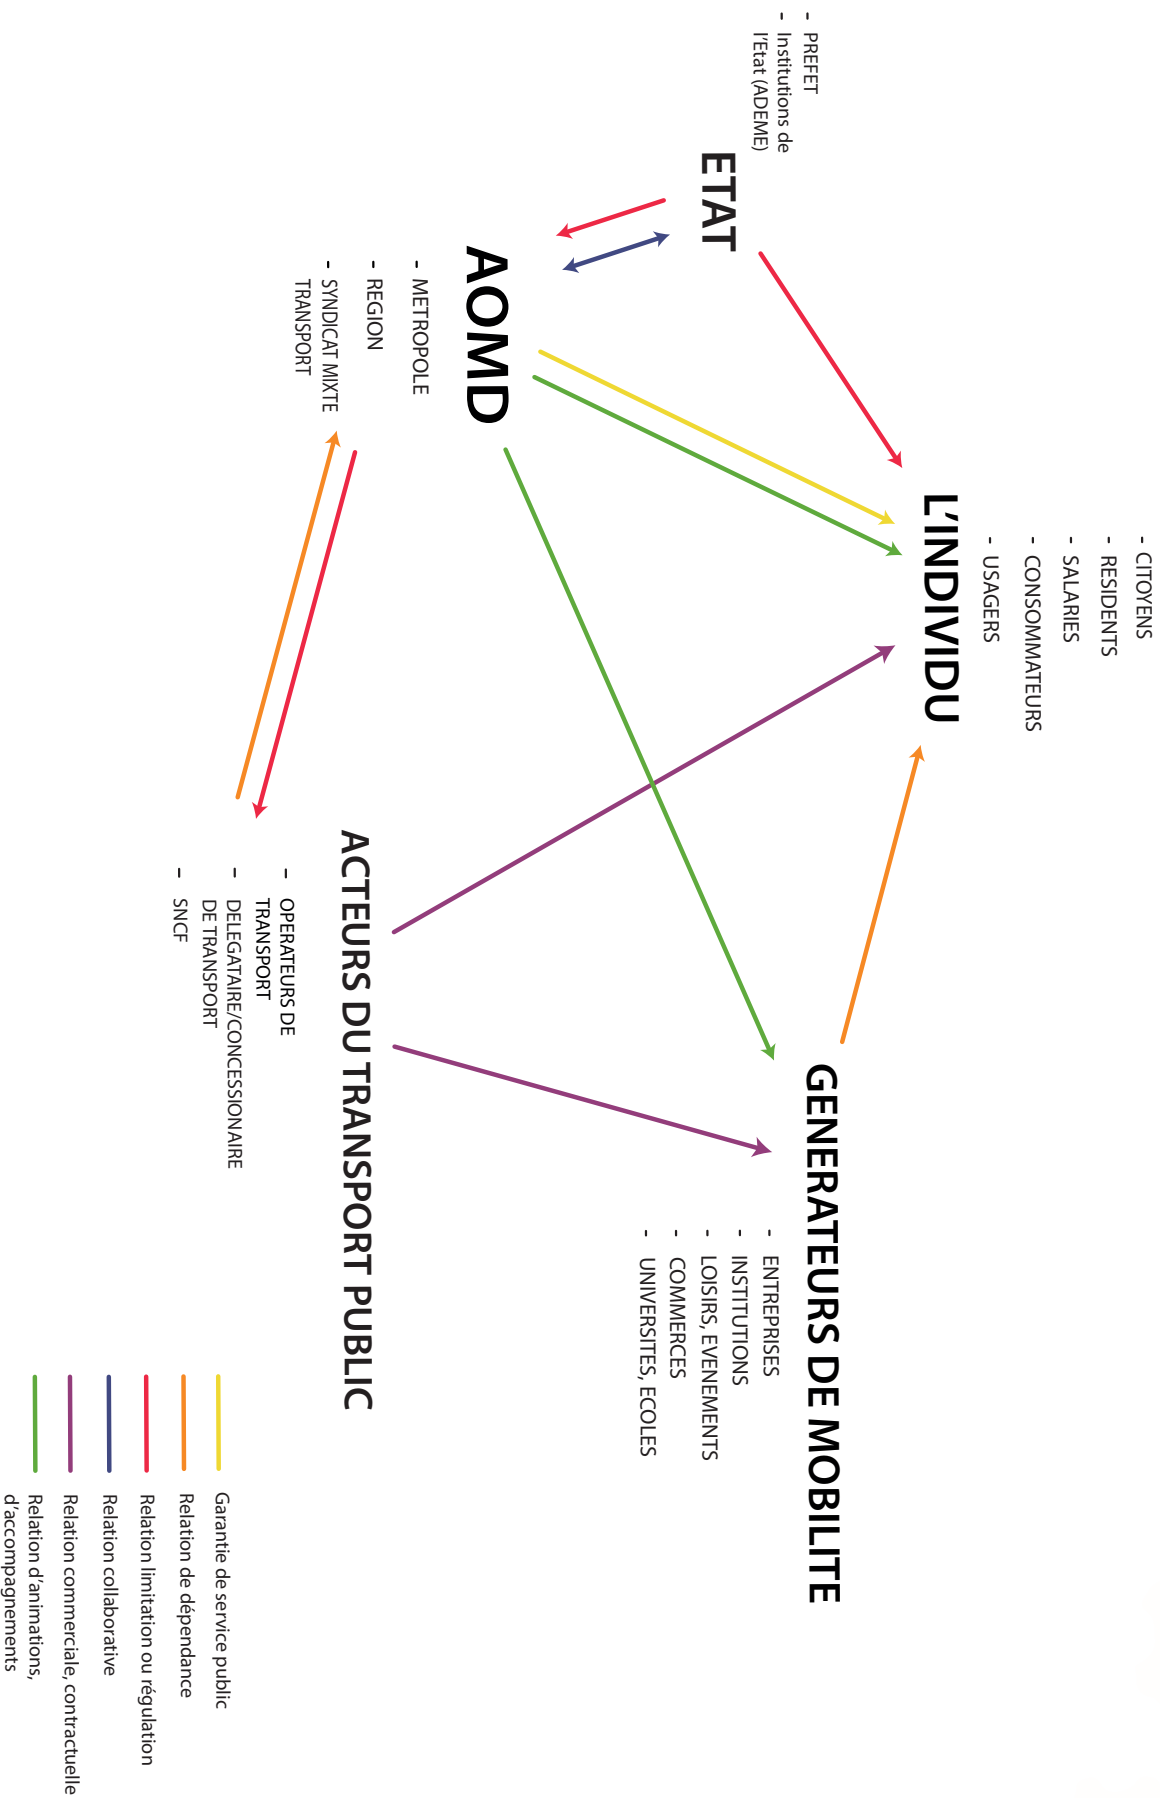 - CITOYENS
- RESIDENTS
- SALARIES
- CONSOMMATEURS
- USAGERS
L'INDIVIDU
- PREFET
- Institutions de
l'Etat (ADEME)
ETAT
GENERATEURS DE MOBILITE
- ENTREPRISES
- INSTITUTIONS
- LOISIRS, EVENEMENTS
- COMMERCES
- UNIVERSITES, ECOLES
AOMD
- METROPOLE
- REGION
- SYNDICAT MIXTE
TRANSPORT
ACTEURS DU TRANSPORT PUBLIC
- OPERATEURS DE
TRANSPORT
- DELEGATAIRE/CONCESSIONAIRE
DE TRANSPORT
- SNCF
Garantie de service public
Relation de dépendance
Relation limitation ou régulation
Relation collaborative
Relation commerciale, contractuelle
Relation d'animations,
d'accompagnements